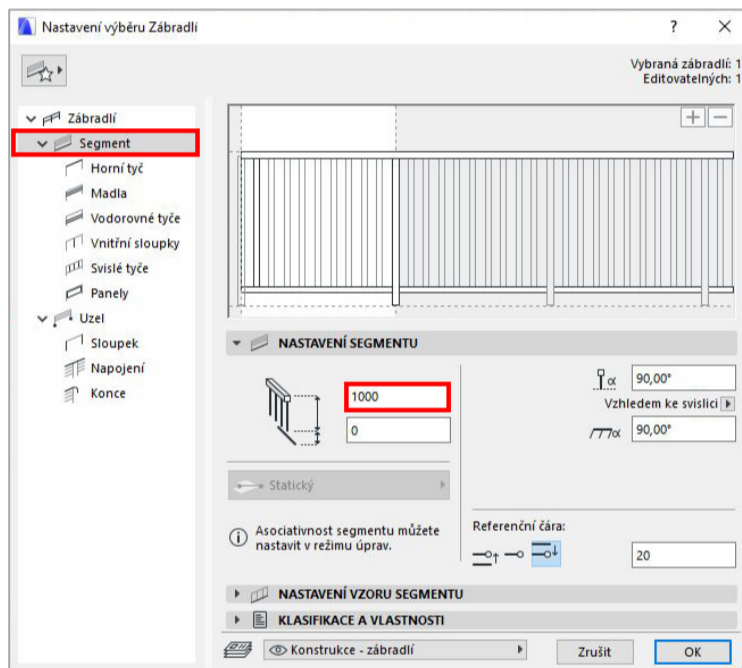 Nastavení výběru Zábradlí
?
Vybraná zábradlí: 1
Editovatelných: 1
Zábradlí
Segment
Horní tyč
Madla
Vodorovné tyče
Vnitřní sloupky
Svislé tyče
Panely
Uzel
Sloupek
Napojení
Konce
NASTAVENÍ SEGMENTU
1000
0
α 90,00°
Vzhledem ke svislici
α 90,00°
Statický
Asociativnost segmentu můžete
nastavit v režimu úprav.
Referenční čára:
20
NASTAVENÍ VZORU SEGMENTU
KLASIFIKACE A VLASTNOSTI
Konstrukce - zábradlí
Zrušit
OK